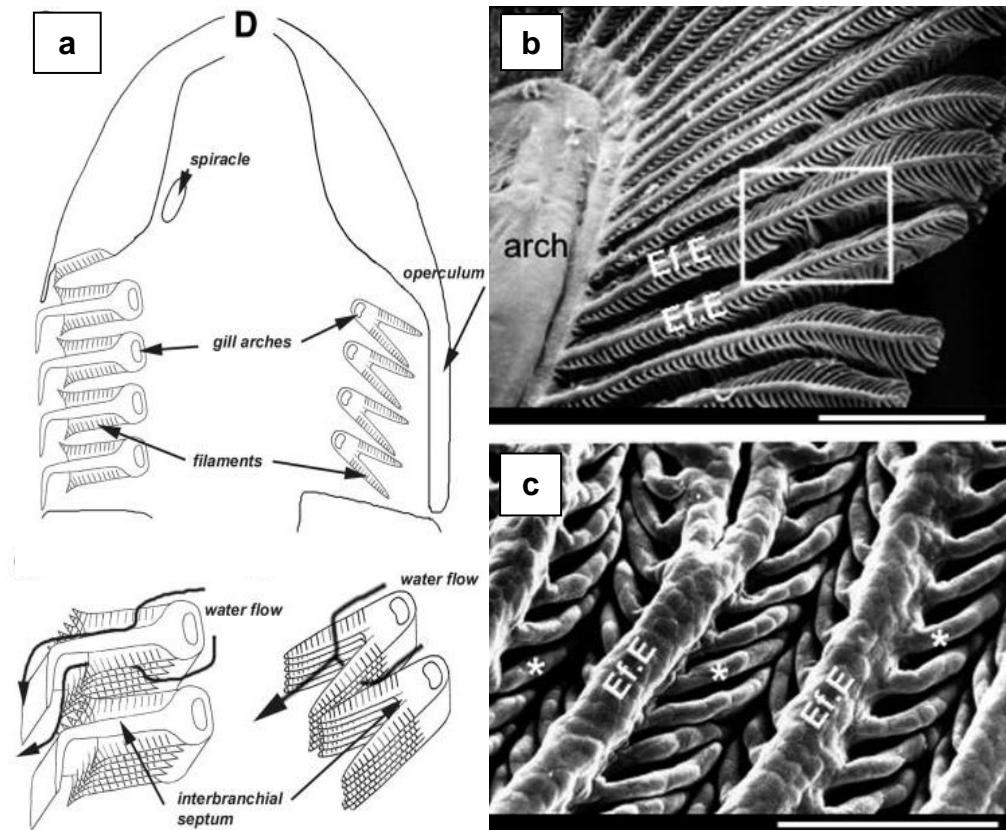 a
D
spiracle
operculum
gill arches
filaments
water flow
water flow
interbranchial
septum
b
arch
Ef.E
Ef.E
c
Ef.E
Ef.E
*
*
*